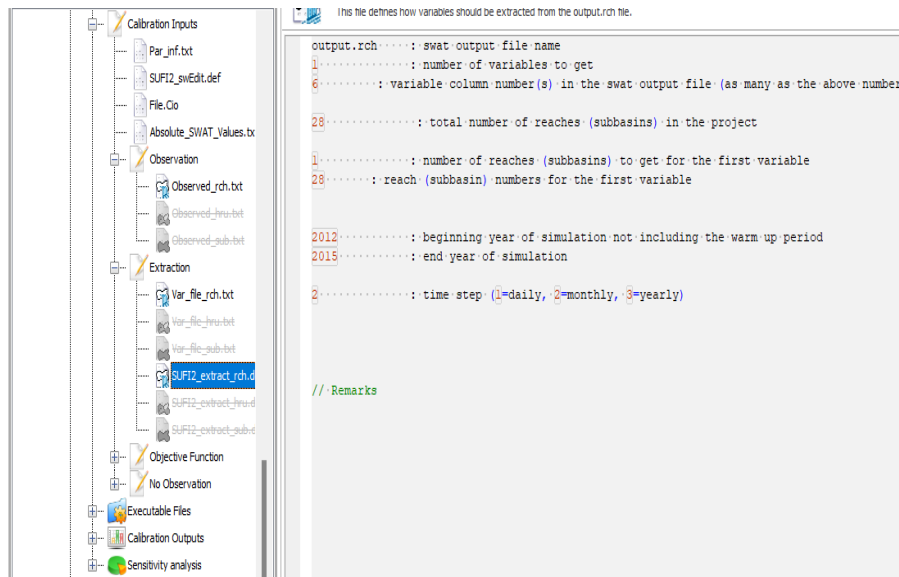 Calibration Inputs
Par_inf.txt
SUFI2_swEdit.def
File.Cio
Absolute_SWAT_Values.tx
Observation
Observed_rch.txt
Observed_hru.txt
Observed_sub.txt
Extraction
Var_file_rch.txt
Var_file_hru.txt
Var_file_sub.txt
SUFI2_extract_rch.d
SUFI2_extract_hru.d
SUFI2_extract_sub.d
Objective Function
No Observation
Executable Files
Calibration Outputs
Sensitivity analysis
This file defines how variables should be extracted from the output.rch file.
output.rch : swat output file name
1 : number of variables to get
6 : variable column number(s) in the swat output file (as many as the above number
28 : total number of reaches (subbasins) in the project
1 : number of reaches (subbasins) to get for the first variable
28 : reach (subbasin) numbers for the first variable
2012 : beginning year of simulation not including the warm up period
2015 : end year of simulation
2 : time step (1=daily, 2=monthly, 3=yearly)
// Remarks